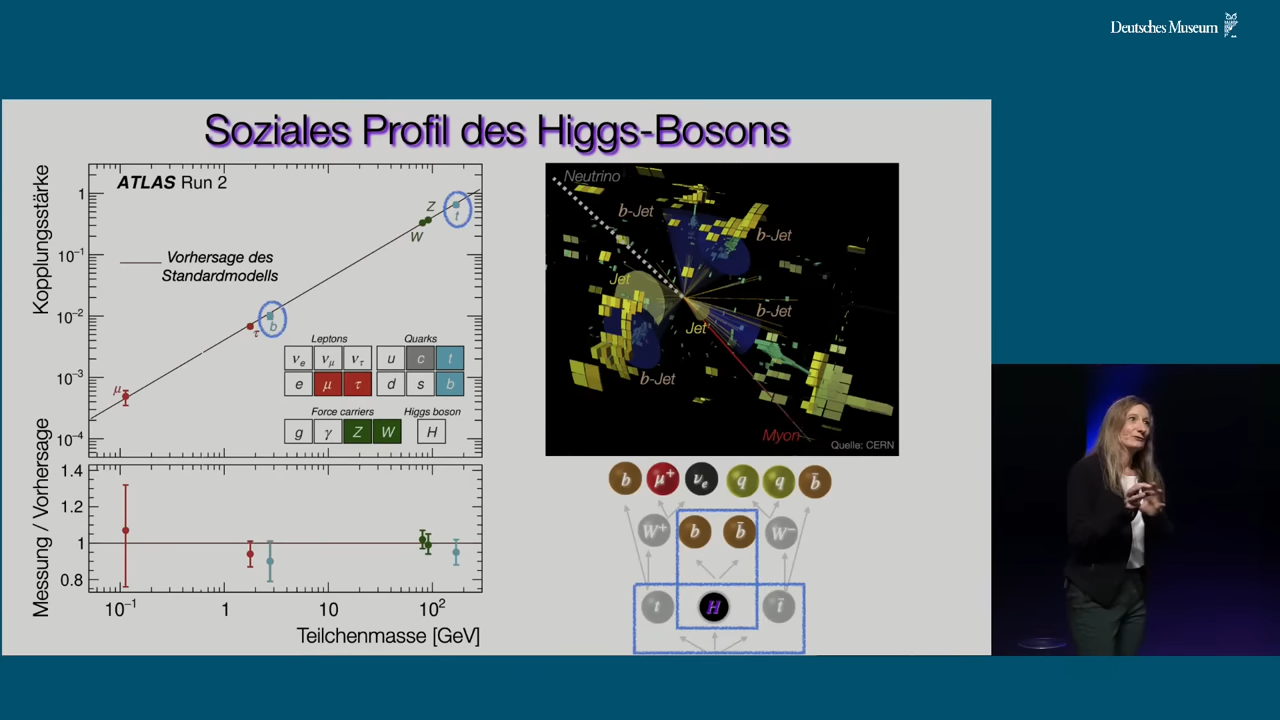 Deutsches Museum
Soziales Profil des Higgs-Bosons
Kopplungsstärke
ATLAS Run 2
1
10⁻¹
10⁻²
10⁻³
10⁻⁴
Vorhersage des
Standardmodells
Z
W
t
b
τ
μ
Leptons
Quarks
νe νμ ντ u c t
e μ τ d s b
Force carriers
Higgs boson
g γ Z W H
Messung / Vorhersage
1.4
1.2
1
0.8
10⁻¹ 1 10 10²
Teilchenmasse [GeV]
Neutrino
b-Jet
b-Jet
Jet
b-Jet
Jet
b-Jet
Myon
Quelle: CERN
b μ⁺ νe q q b̄
W⁺ b b̄ W⁻
t H t̄